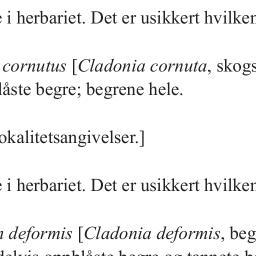 i herbariet. Det er usikkert hvilken
cornutus [Cladonia cornuta, skogs
låste begre; begrene hele.
okalitetsangivelser.]
i herbariet. Det er usikkert hvilken
deformis [Cladonia deformis, beg